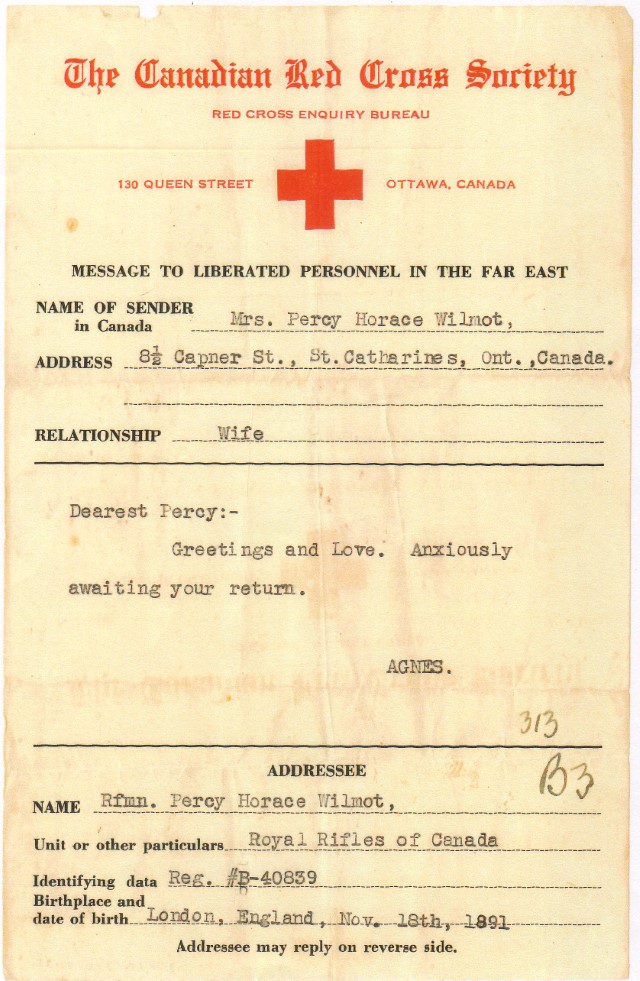 The Canadian Red Cross Society
RED CROSS ENQUIRY BUREAU
130 QUEEN STREET OTTAWA, CANADA
MESSAGE TO LIBERATED PERSONNEL IN THE FAR EAST
NAME OF SENDER
in Canada Mrs. Percy Horace Wilmot,
ADDRESS 8½ Capner St., St.Catharines, Ont.,Canada.
RELATIONSHIP Wife
Dearest Percy:-
Greetings and Love. Anxiously
awaiting your return.
AGNES.
313
B3
ADDRESSEE
NAME Rfmn. Percy Horace Wilmot,
Unit or other particulars Royal Rifles of Canada
Identifying data Reg. #B-40839
Birthplace and
date of birth London, England, Nov. 18th, 1891
Addressee may reply on reverse side.